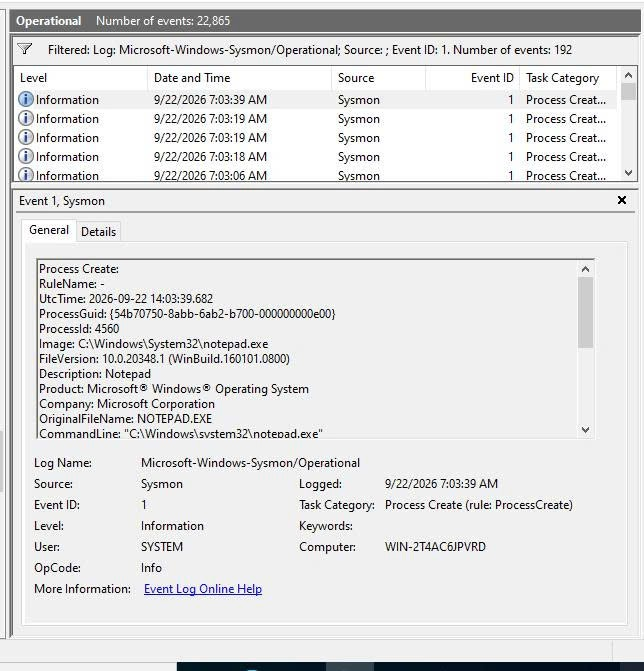 Operational Number of events: 22,865
Filtered: Log: Microsoft-Windows-Sysmon/Operational; Source: ; Event ID: 1. Number of events: 192
Level Date and Time Source Event ID Task Category
Information 9/22/2026 7:03:39 AM Sysmon 1 Process Creat...
Information 9/22/2026 7:03:19 AM Sysmon 1 Process Creat...
Information 9/22/2026 7:03:19 AM Sysmon 1 Process Creat...
Information 9/22/2026 7:03:18 AM Sysmon 1 Process Creat...
Information 9/22/2026 7:03:06 AM Sysmon 1 Process Creat...
Event 1, Sysmon
General Details
Process Create:
RuleName: -
UtcTime: 2026-09-22 14:03:39.682
ProcessGuid: {54b70750-8abb-6ab2-b700-000000000e00}
ProcessId: 4560
Image: C:\Windows\System32\notepad.exe
FileVersion: 10.0.20348.1 (WinBuild.160101.0800)
Description: Notepad
Product: Microsoft® Windows® Operating System
Company: Microsoft Corporation
OriginalFileName: NOTEPAD.EXE
CommandLine: "C:\Windows\system32\notepad.exe"
Log Name: Microsoft-Windows-Sysmon/Operational
Source: Sysmon Logged: 9/22/2026 7:03:39 AM
Event ID: 1 Task Category: Process Create (rule: ProcessCreate)
Level: Information Keywords:
User: SYSTEM Computer: WIN-2T4AC6JPVRD
OpCode: Info
More Information: Event Log Online Help